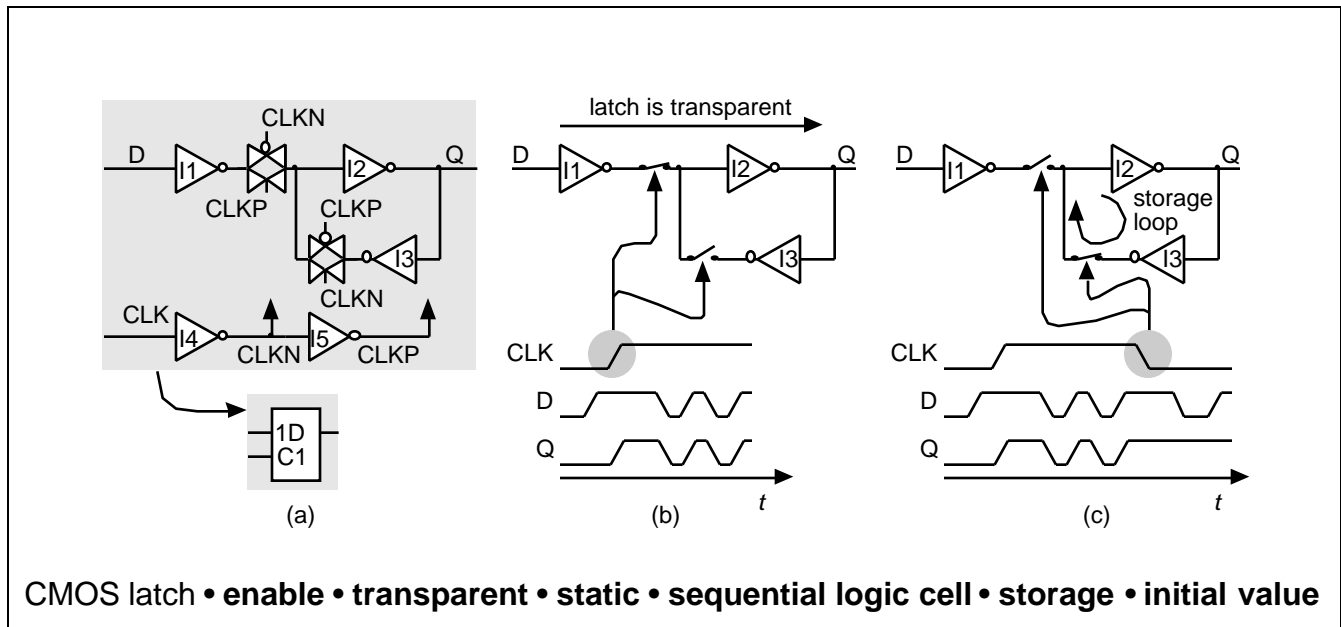 CLKN
D
I1
I2
Q
CLKP
CLKP
I3
CLKN
CLK
I4
I5
CLKN
CLKP
1D
C1
(a)
latch is transparent
D
I1
I2
Q
I3
CLK
D
Q
t
(b)
D
I1
I2
Q
storage
loop
I3
CLK
D
Q
t
(c)
CMOS latch • enable • transparent • static • sequential logic cell • storage • initial value